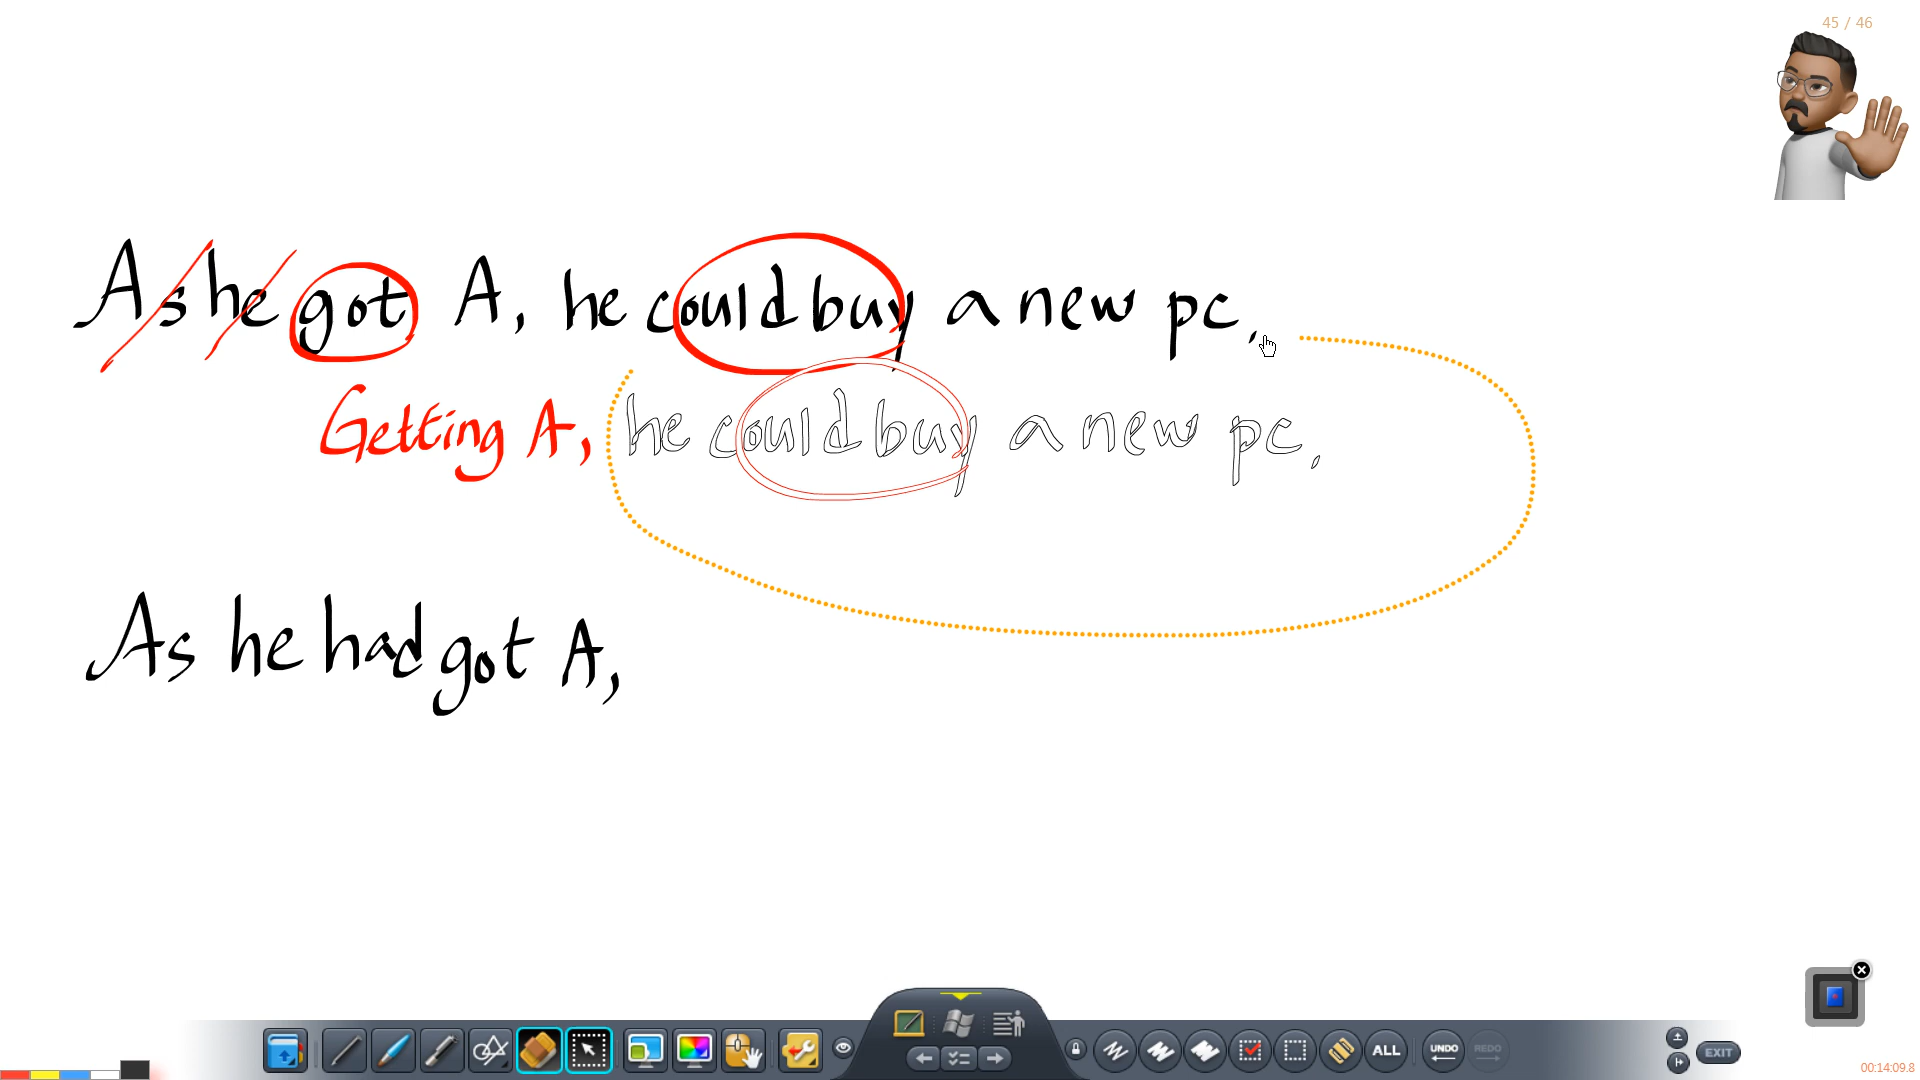 45 / 46
As he got A, he could buy a new pc.
Getting A, he could buy a new pc.
As he had got A,
ALL UNDO REDO EXIT
00:14:09.8